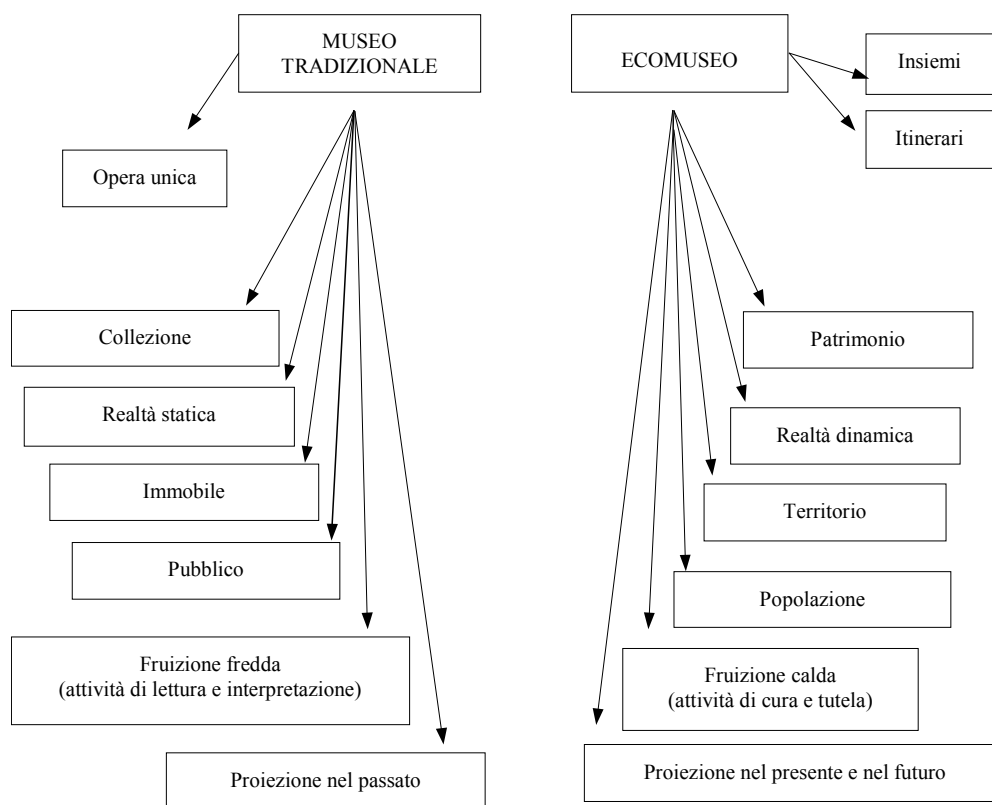 MUSEO
TRADIZIONALE
Opera unica
Collezione
Realtà statica
Immobile
Pubblico
Fruizione fredda
(attività di lettura e interpretazione)
Proiezione nel passato
ECOMUSEO
Insiemi
Itinerari
Patrimonio
Realtà dinamica
Territorio
Popolazione
Fruizione calda
(attività di cura e tutela)
Proiezione nel presente e nel futuro